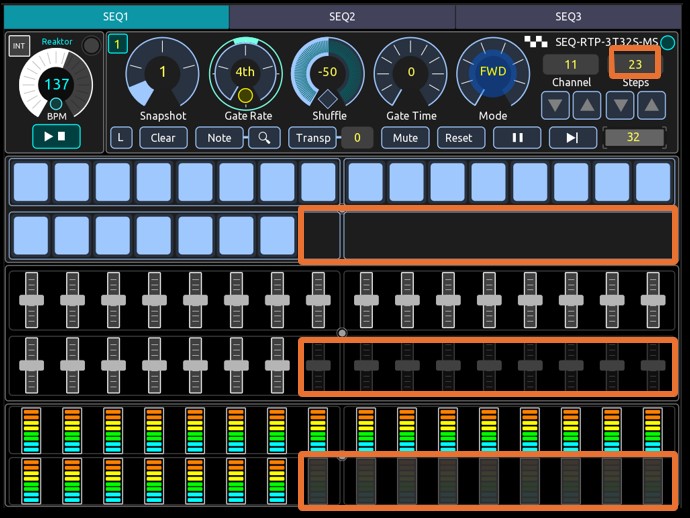 SEQ1 SEQ2 SEQ3
INT Reaktor 1 SEQ-RTP-3T32S-MS
137 1 4th -50 0 FWD 11 23
BPM Snapshot Gate Rate Shuffle Gate Time Mode Channel Steps
L Clear Note Transp 0 Mute Reset 32